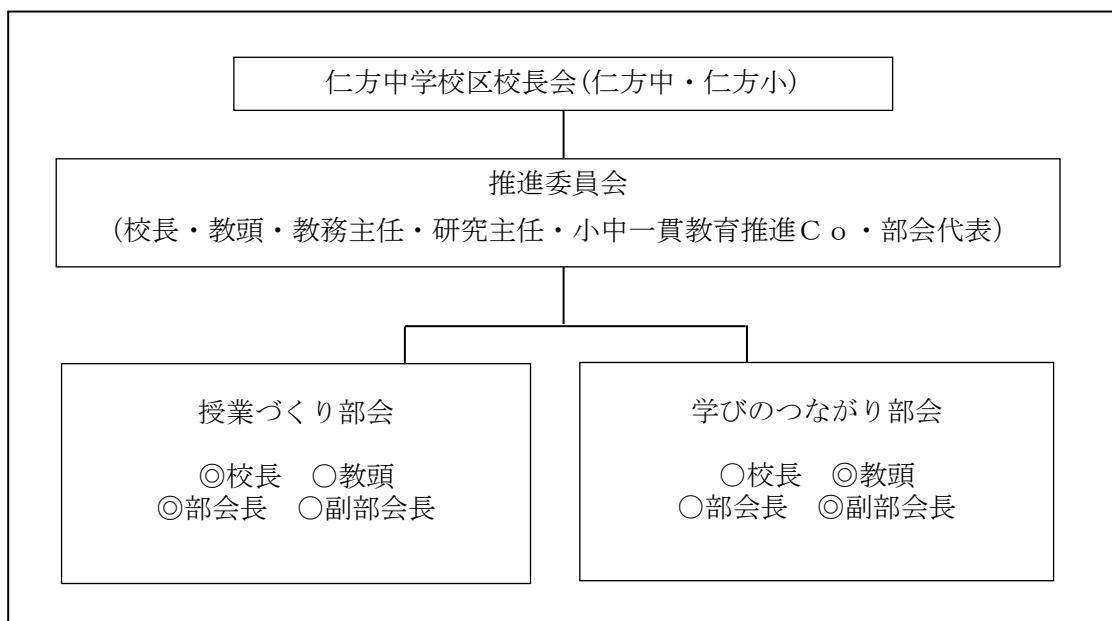 仁方中学校区校長会(仁方中・仁方小)
推進委員会
(校長・教頭・教務主任・研究主任・小中一貫教育推進Ｃｏ・部会代表)
授業づくり部会
◎校長　○教頭
◎部会長　○副部会長
学びのつながり部会
○校長　◎教頭
○部会長　◎副部会長